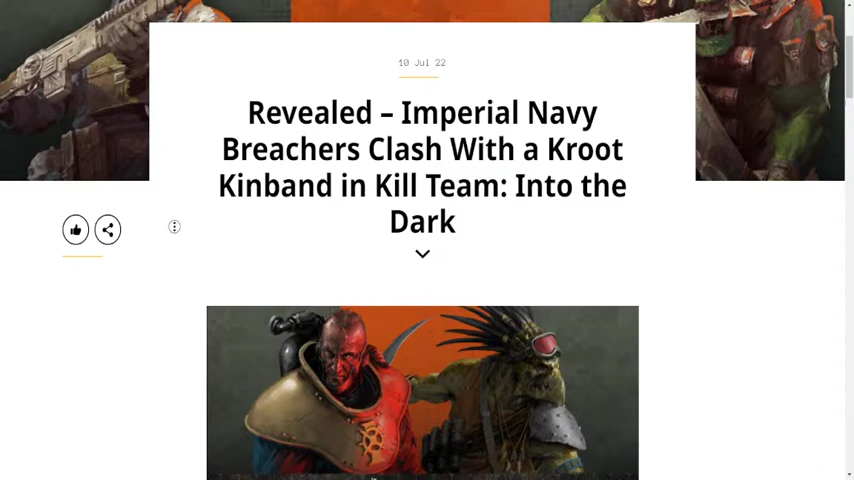 10 Jul 22
Revealed – Imperial Navy
Breachers Clash With a Kroot
Kinband in Kill Team: Into the
Dark